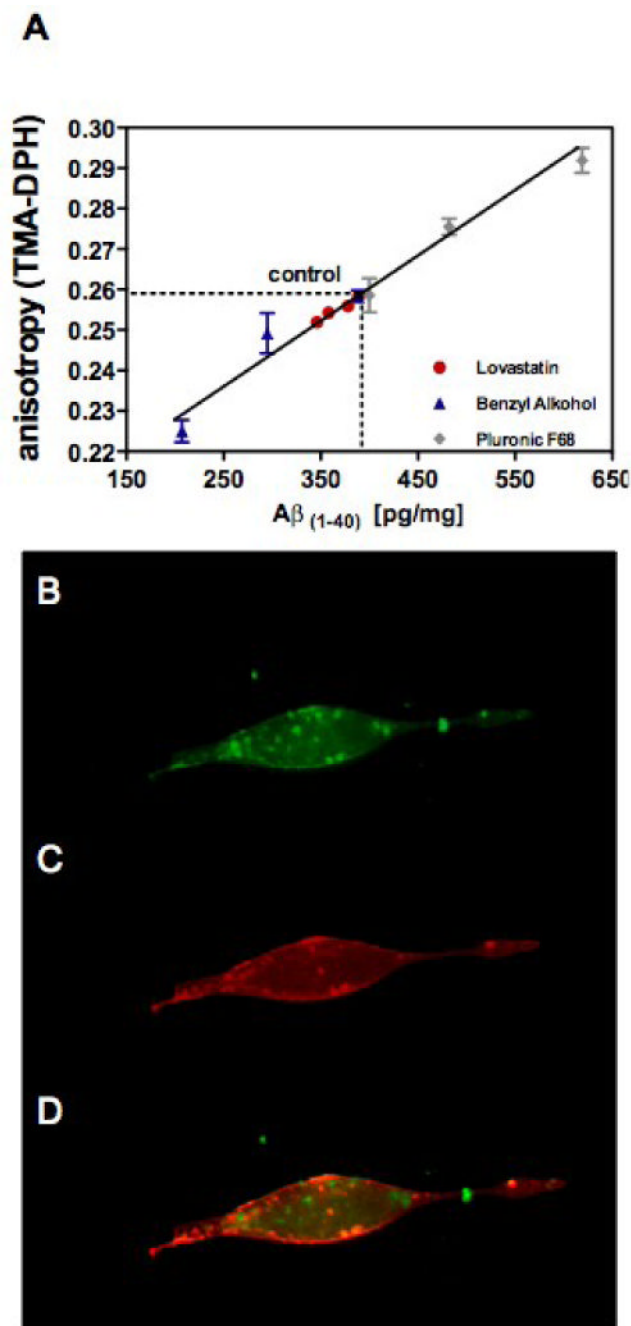 A
anisotropy (TMA-DPH)
0.30
0.29
0.28
0.27
0.26
0.25
0.24
0.23
0.22
control
Lovastatin
Benzyl Alkohol
Pluronic F68
150 250 350 450 550 650
Aβ (1-40) [pg/mg]
B
C
D